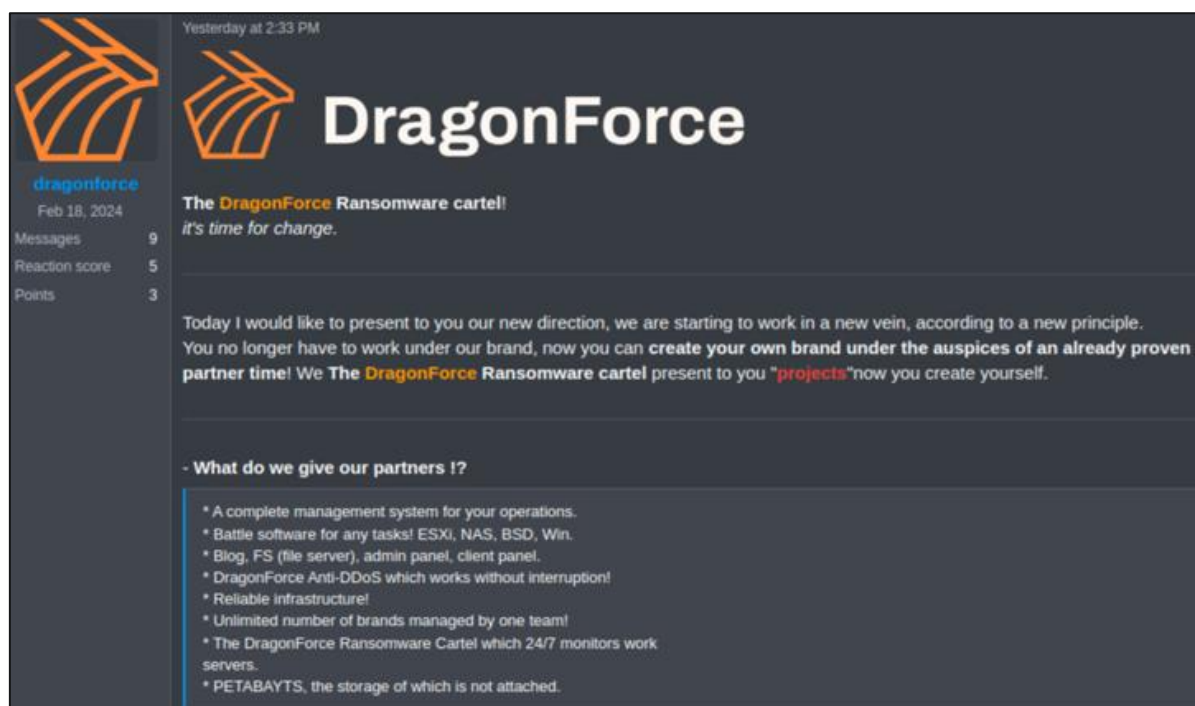 Yesterday at 2:33 PM
DragonForce
dragonforce
Feb 18, 2024
Messages 9
Reaction score 5
Points 3
The DragonForce Ransomware cartel!
it's time for change.
Today I would like to present to you our new direction, we are starting to work in a new vein, according to a new principle.
You no longer have to work under our brand, now you can create your own brand under the auspices of an already proven
partner time! We The DragonForce Ransomware cartel present to you "projects"now you create yourself.
- What do we give our partners !?
* A complete management system for your operations.
* Battle software for any tasks! ESXi, NAS, BSD, Win.
* Blog, FS (file server), admin panel, client panel.
* DragonForce Anti-DDoS which works without interruption!
* Reliable infrastructure!
* Unlimited number of brands managed by one team!
* The DragonForce Ransomware Cartel which 24/7 monitors work
servers.
* PETABAYTS, the storage of which is not attached.